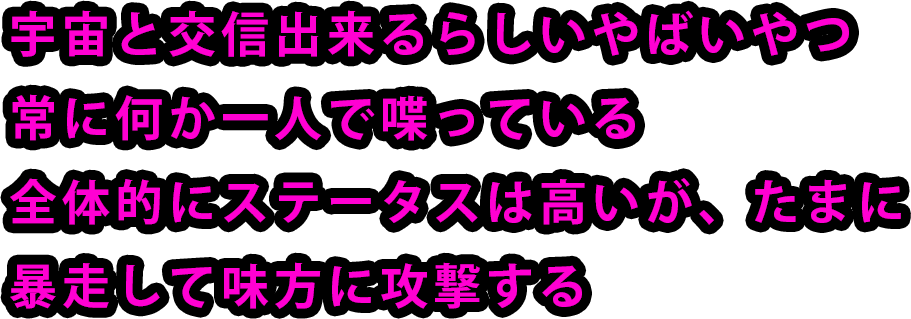 宇宙と交信出来るらしいやばいやつ
常に何か一人で喋っている
全体的にステータスは高いが、たまに
暴走して味方に攻撃する